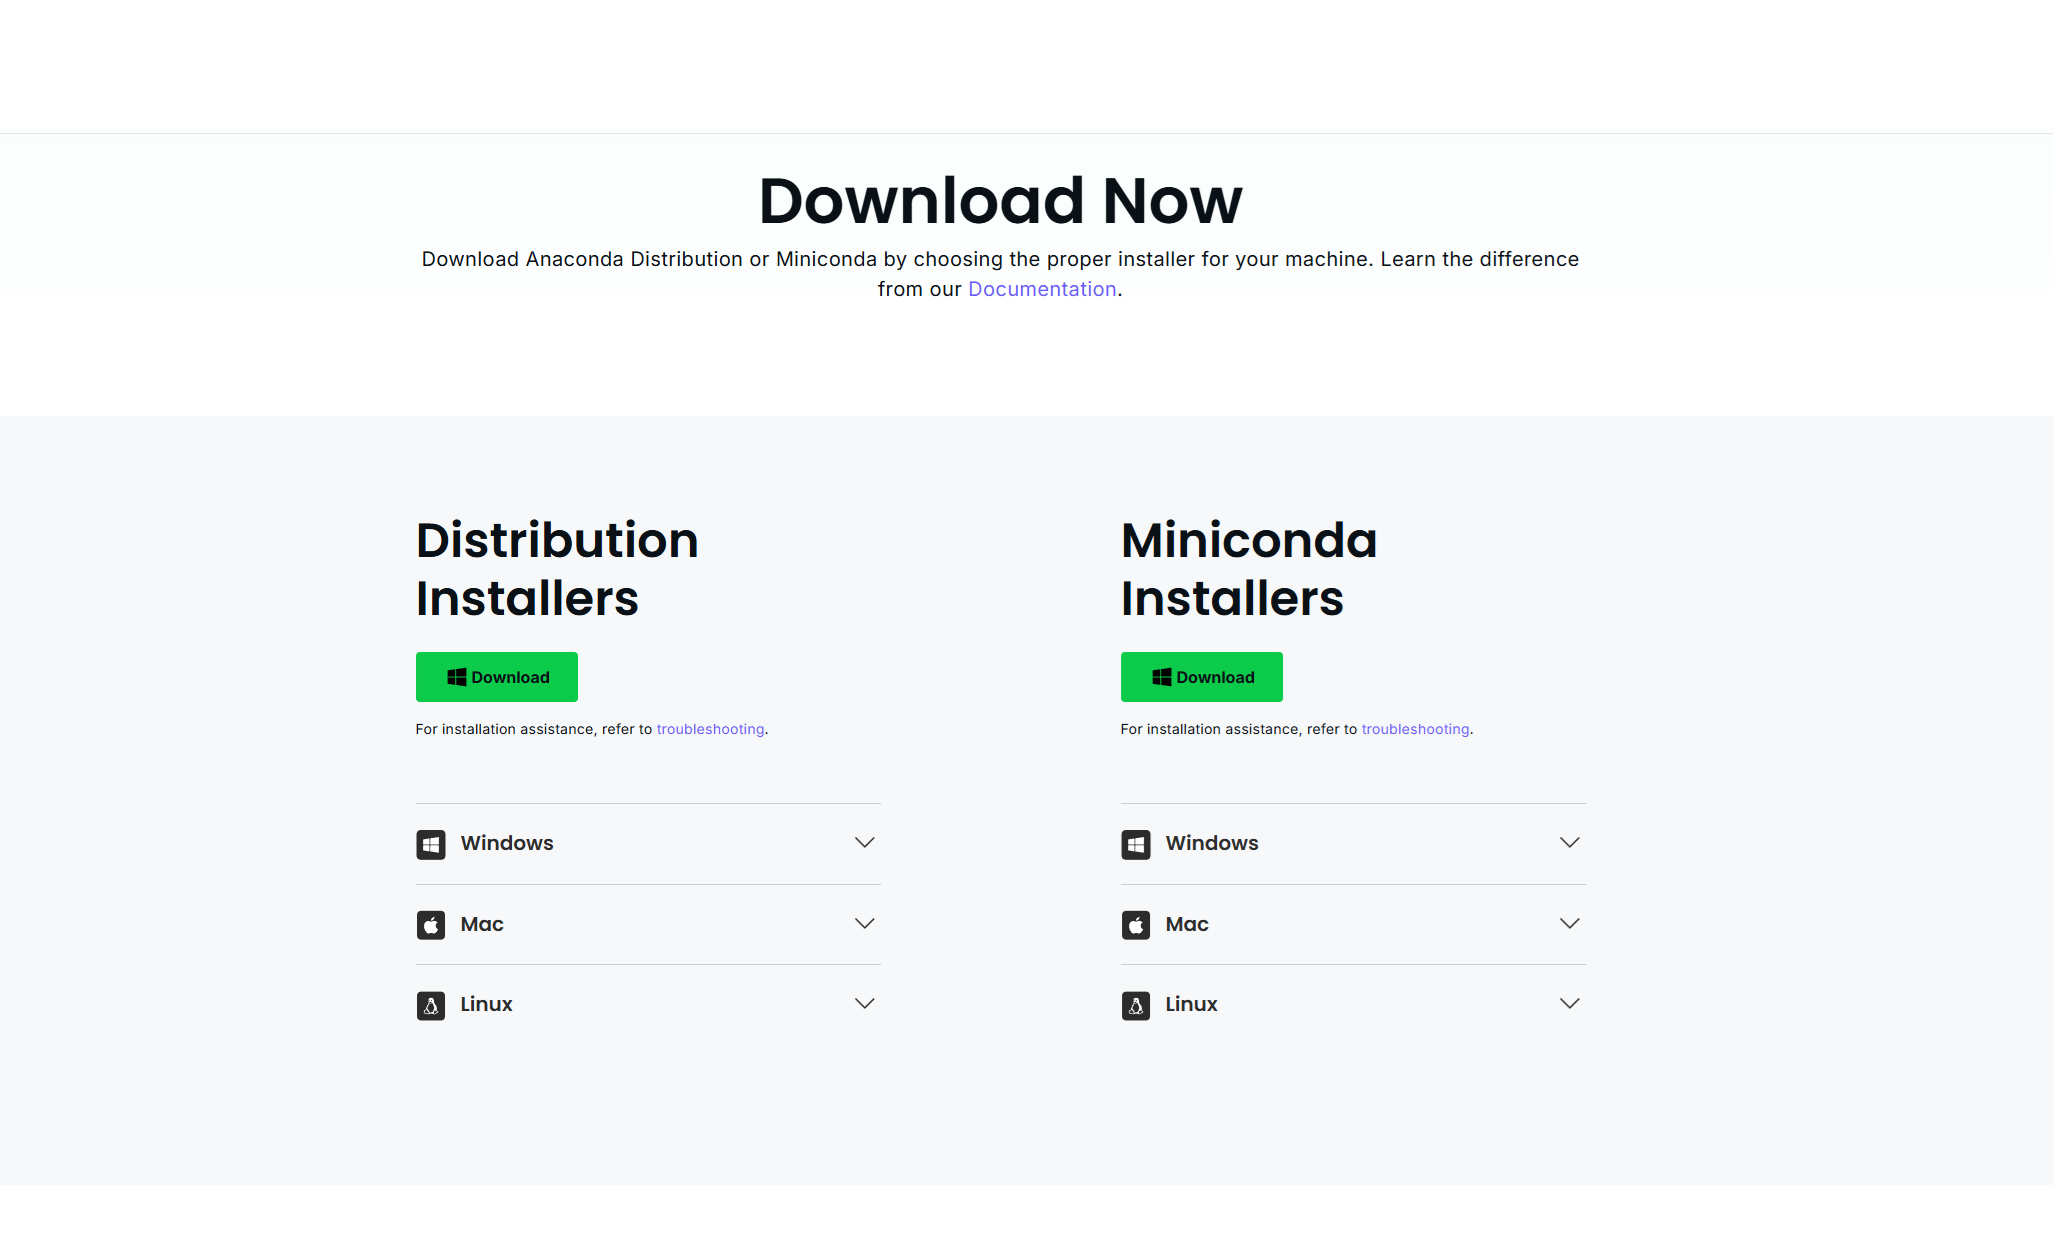 Download Now
Download Anaconda Distribution or Miniconda by choosing the proper installer for your machine. Learn the difference
from our Documentation.
Distribution
Installers
Download
For installation assistance, refer to troubleshooting.
Windows
Mac
Linux
Miniconda
Installers
Download
For installation assistance, refer to troubleshooting.
Windows
Mac
Linux